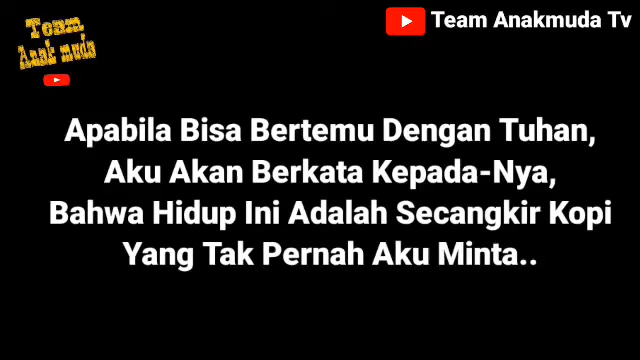 Team
Anak muda
Team Anakmuda Tv
Apabila Bisa Bertemu Dengan Tuhan,
Aku Akan Berkata Kepada-Nya,
Bahwa Hidup Ini Adalah Secangkir Kopi
Yang Tak Pernah Aku Minta..